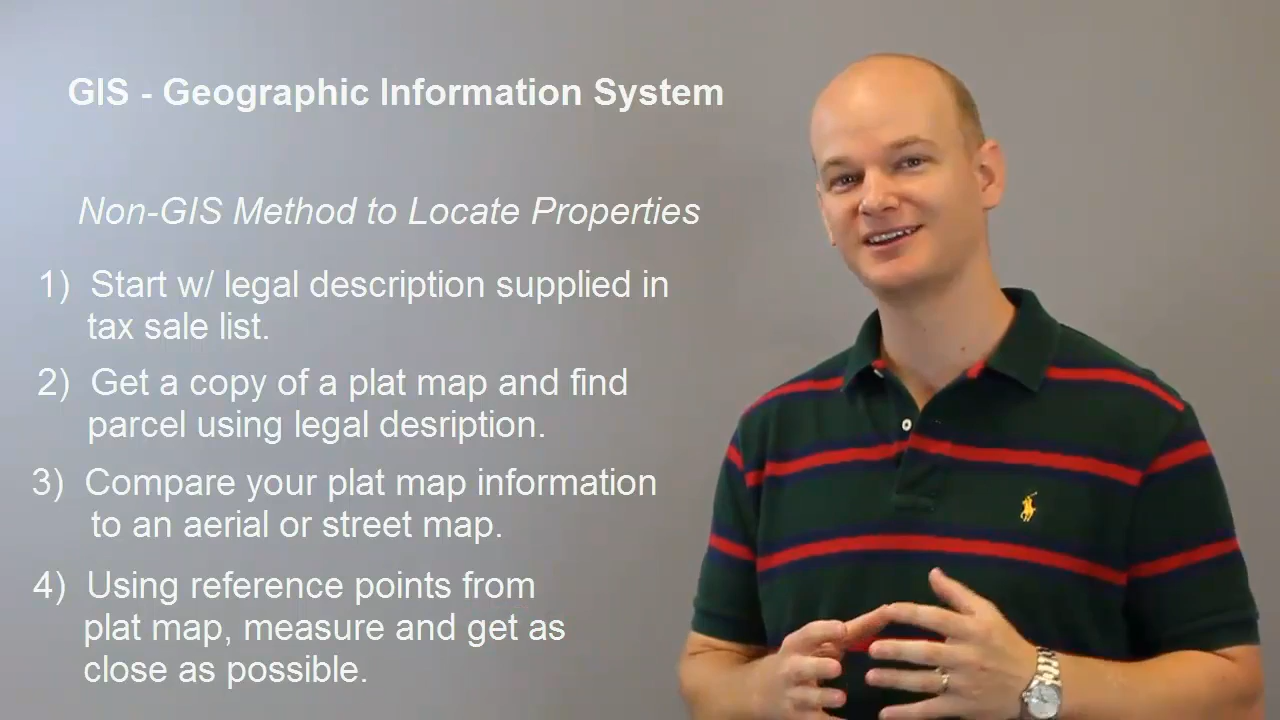 GIS - Geographic Information System
Non-GIS Method to Locate Properties
1) Start w/ legal description supplied in
tax sale list.
2) Get a copy of a plat map and find
parcel using legal desription.
3) Compare your plat map information
to an aerial or street map.
4) Using reference points from
plat map, measure and get as
close as possible.